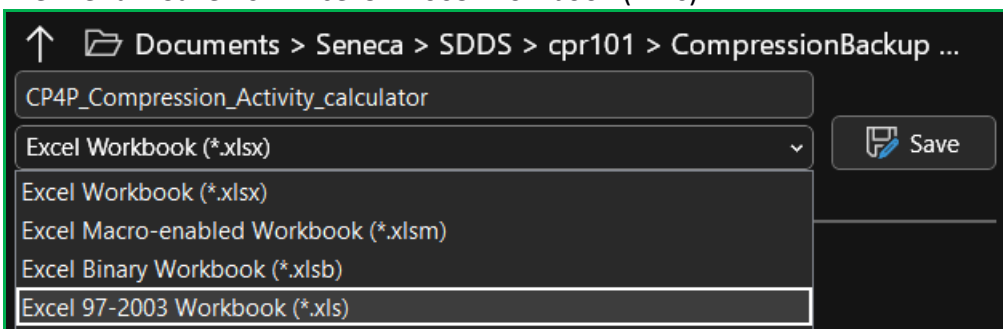 Documents > Seneca > SDDS > cpr101 > CompressionBackup ...
CP4P_Compression_Activity_calculator
Excel Workbook (*.xlsx)
Save
Excel Workbook (*.xlsx)
Excel Macro-enabled Workbook (*.xlsm)
Excel Binary Workbook (*.xlsb)
Excel 97-2003 Workbook (*.xls)